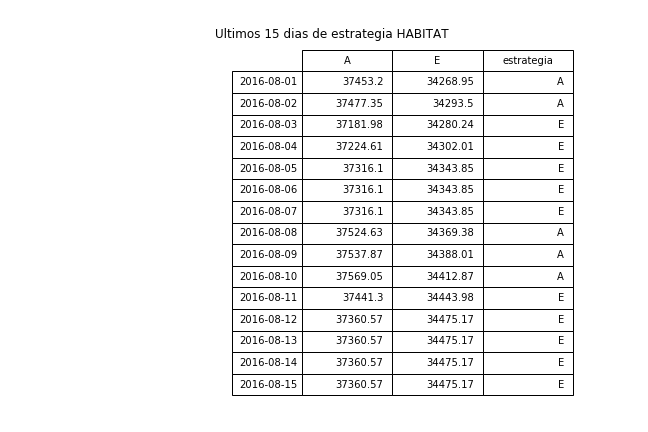 Ultimos 15 dias de estrategia HABITAT
A E estrategia
2016-08-01 37453.2 34268.95 A
2016-08-02 37477.35 34293.5 A
2016-08-03 37181.98 34280.24 E
2016-08-04 37224.61 34302.01 E
2016-08-05 37316.1 34343.85 E
2016-08-06 37316.1 34343.85 E
2016-08-07 37316.1 34343.85 E
2016-08-08 37524.63 34369.38 A
2016-08-09 37537.87 34388.01 A
2016-08-10 37569.05 34412.87 A
2016-08-11 37441.3 34443.98 E
2016-08-12 37360.57 34475.17 E
2016-08-13 37360.57 34475.17 E
2016-08-14 37360.57 34475.17 E
2016-08-15 37360.57 34475.17 E